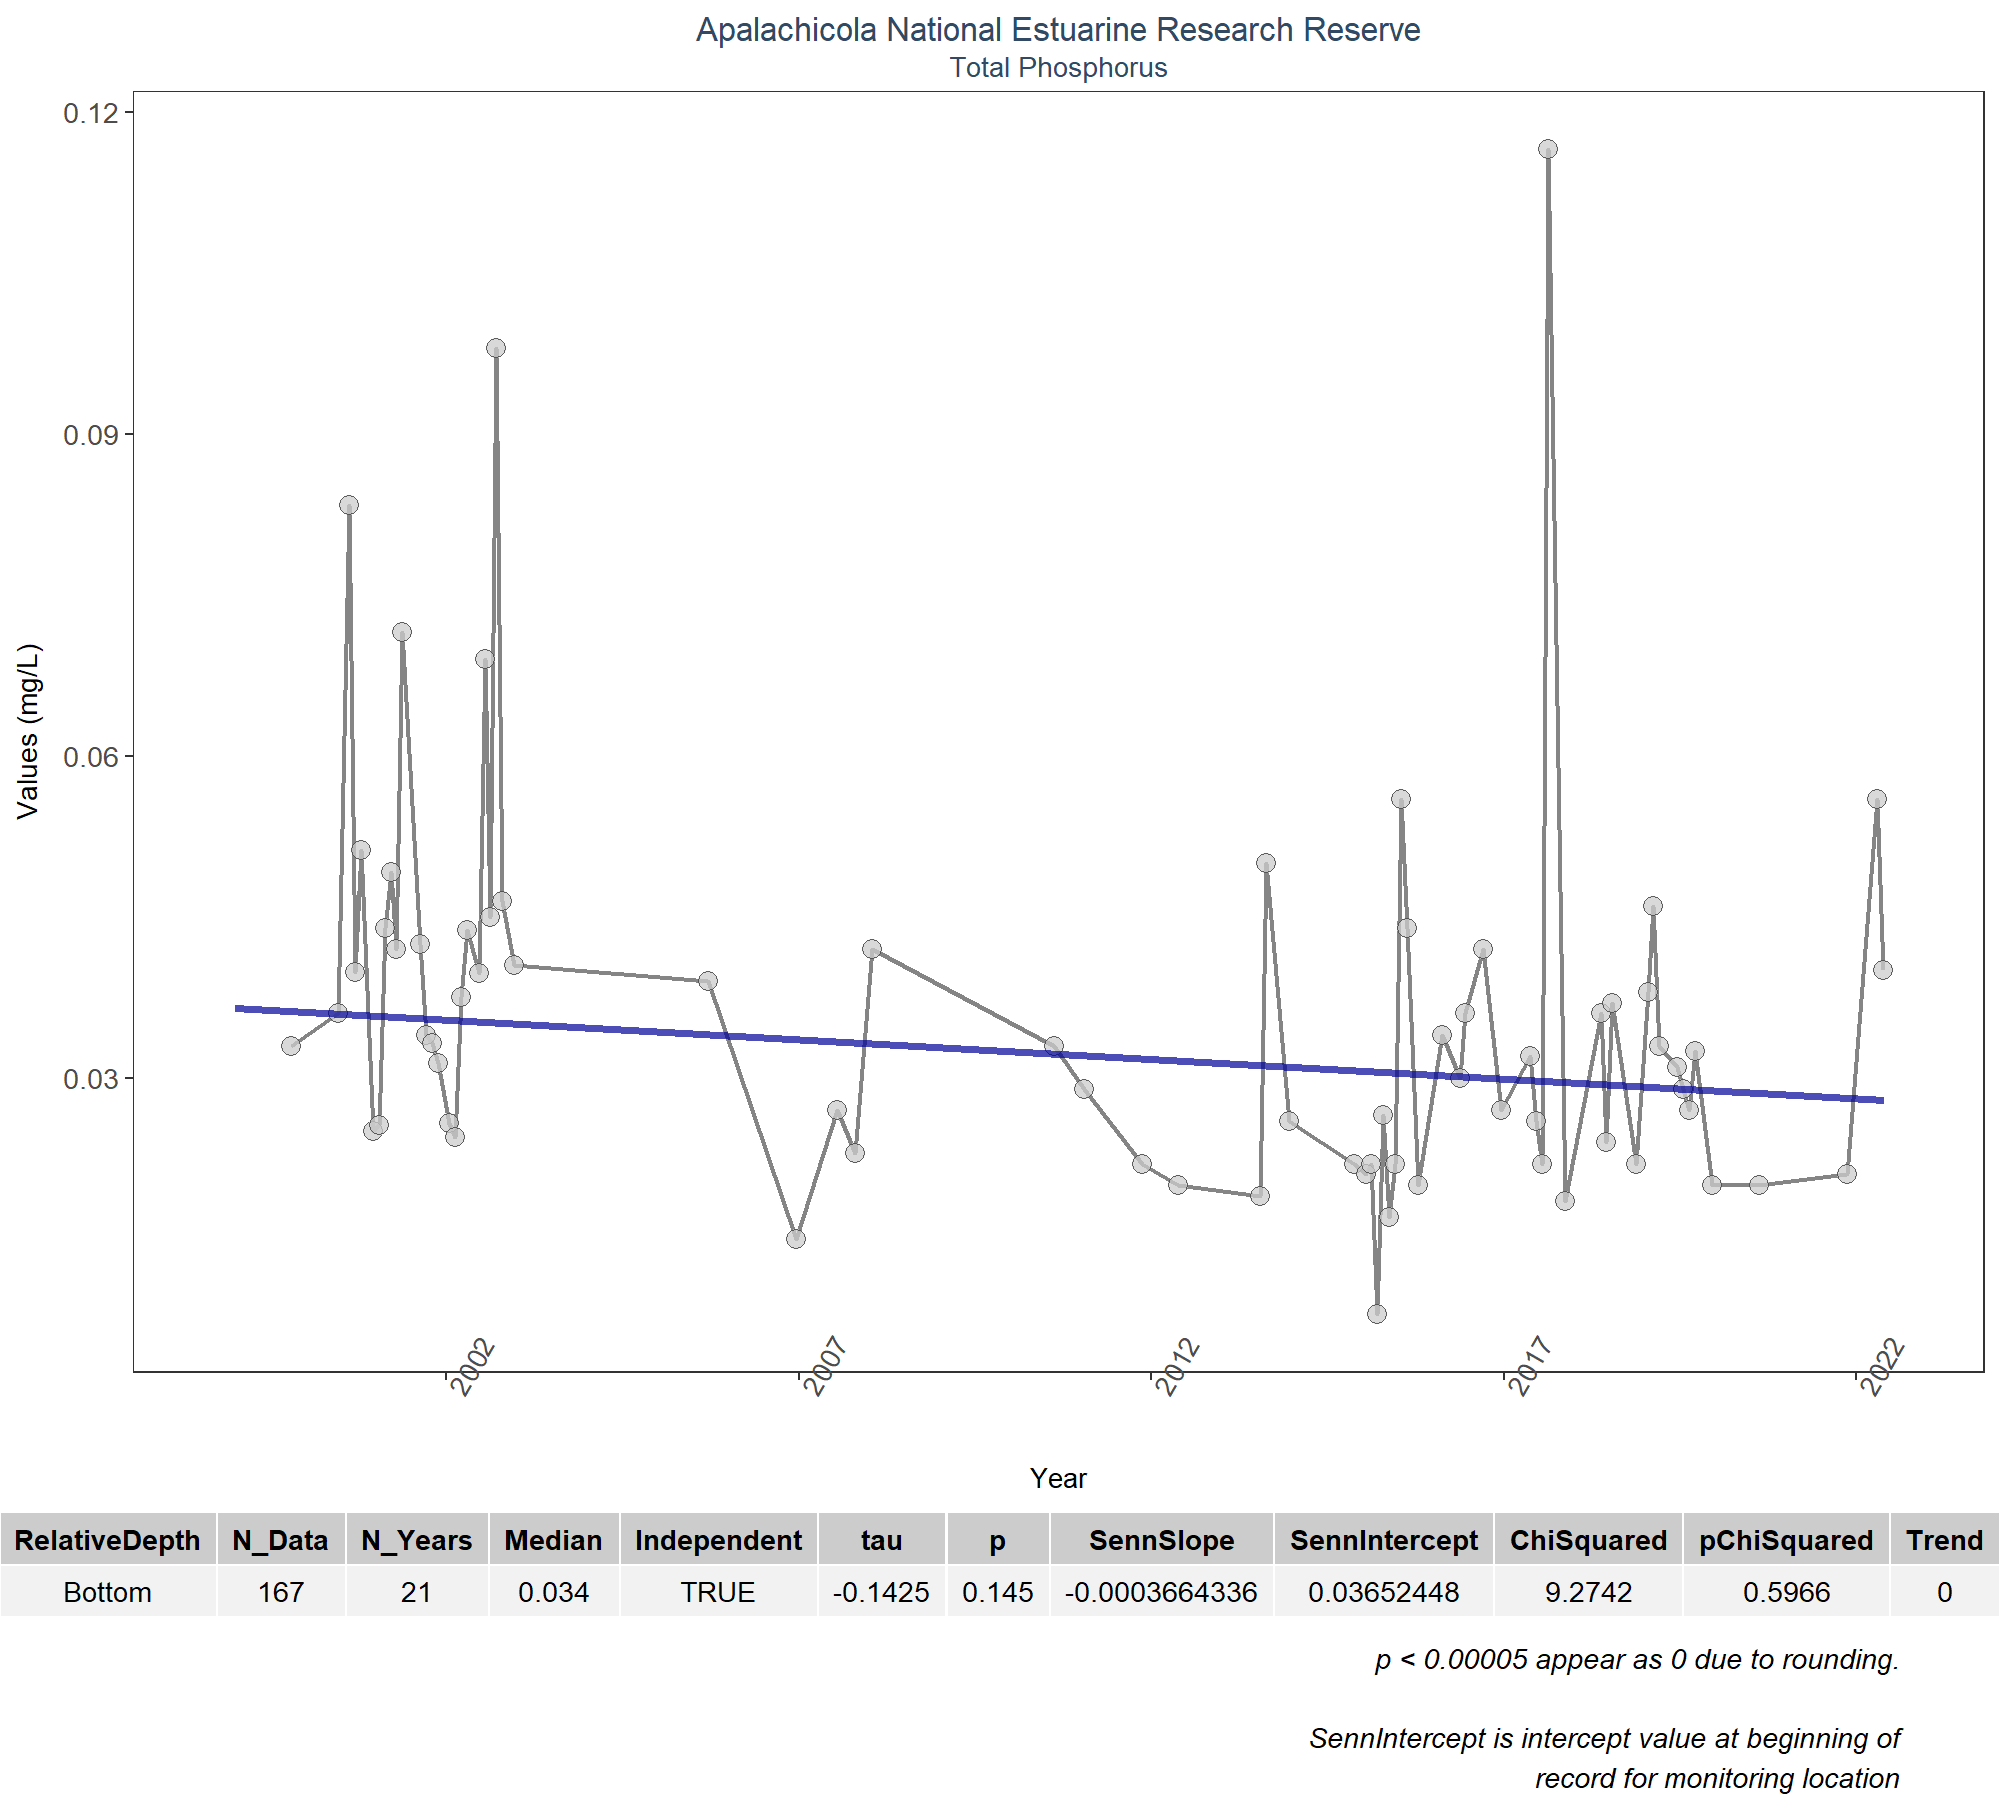 Apalachicola National Estuarine Research Reserve
Total Phosphorus
0.12
0.09
0.06
0.03
Values (mg/L)
2002 2007 2012 2017 2022
Year
RelativeDepth N_Data N_Years Median Independent tau p SennSlope SennIntercept ChiSquared pChiSquared Trend
Bottom 167 21 0.034 TRUE -0.1425 0.145 -0.0003664336 0.03652448 9.2742 0.5966 0
p < 0.00005 appear as 0 due to rounding.
SennIntercept is intercept value at beginning of
record for monitoring location